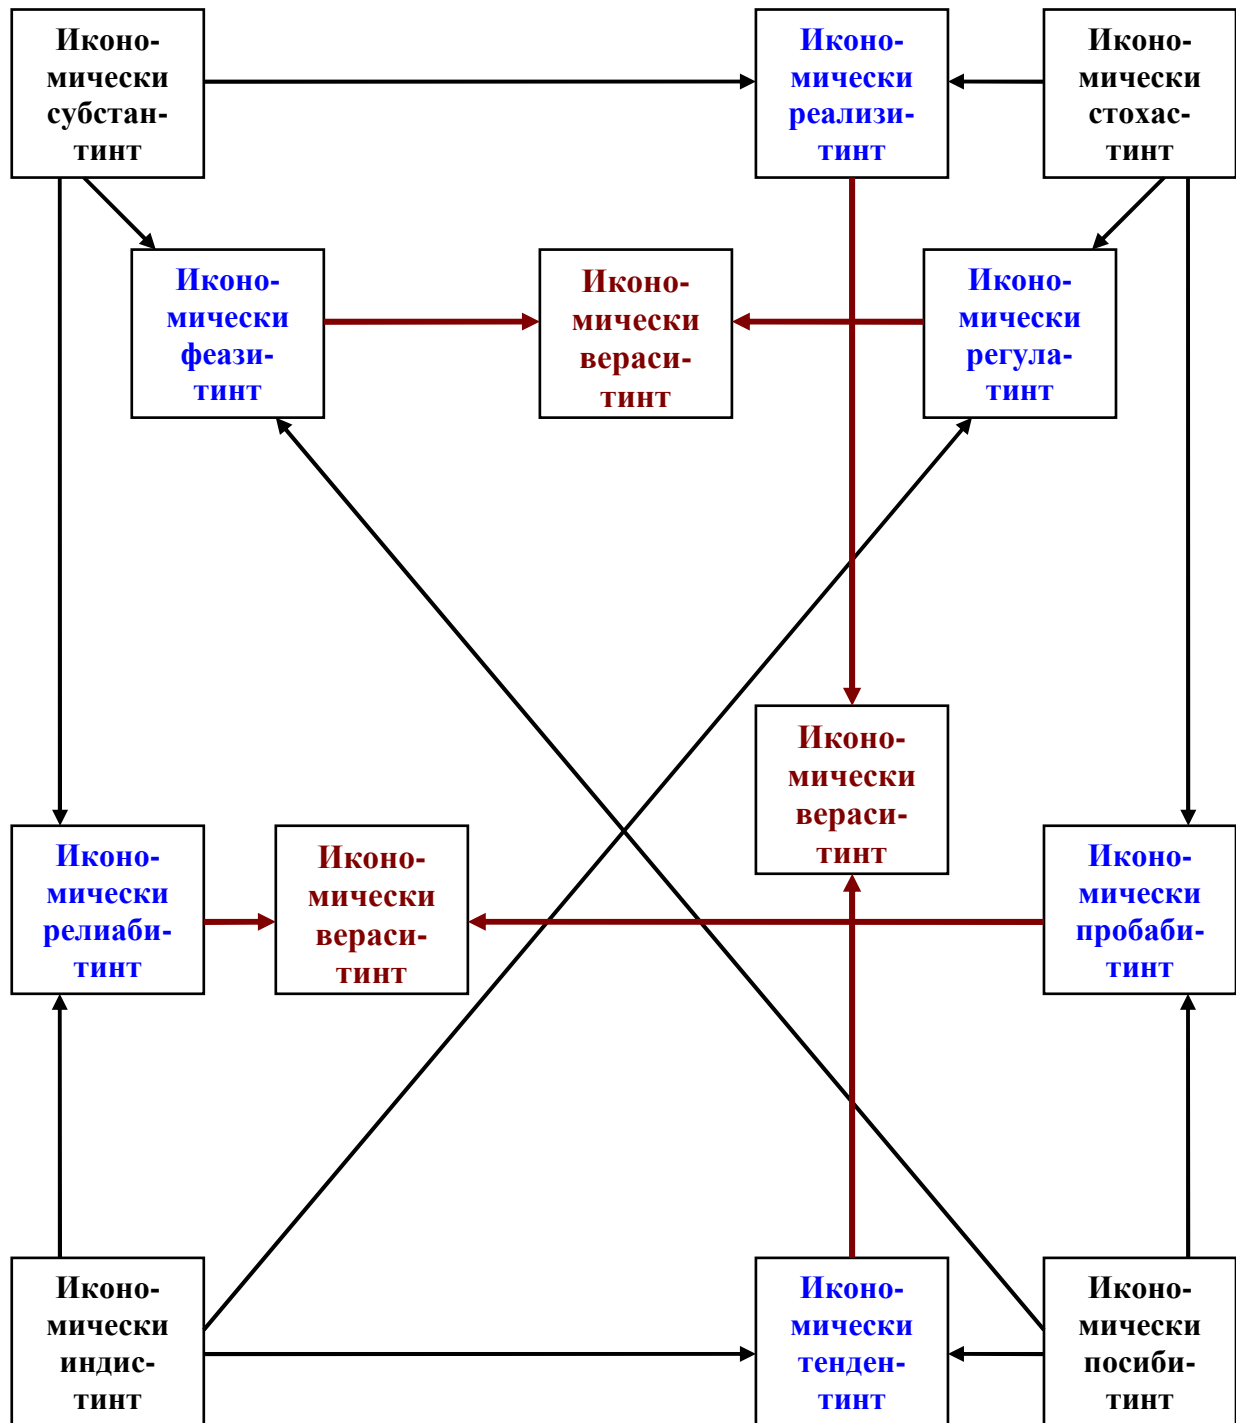 Иконо-
мически
субстан-
тинт
Иконо-
мически
реализи-
тинт
Иконо-
мически
стохас-
тинт
Иконо-
мически
феази-
тинт
Иконо-
мически
вераси-
тинт
Иконо-
мически
регула-
тинт
Иконо-
мически
вераси-
тинт
Иконо-
мически
релиаби-
тинт
Иконо-
мически
вераси-
тинт
Иконо-
мически
пробаби-
тинт
Иконо-
мически
индис-
тинт
Иконо-
мически
тенден-
тинт
Иконо-
мически
посиби-
тинт